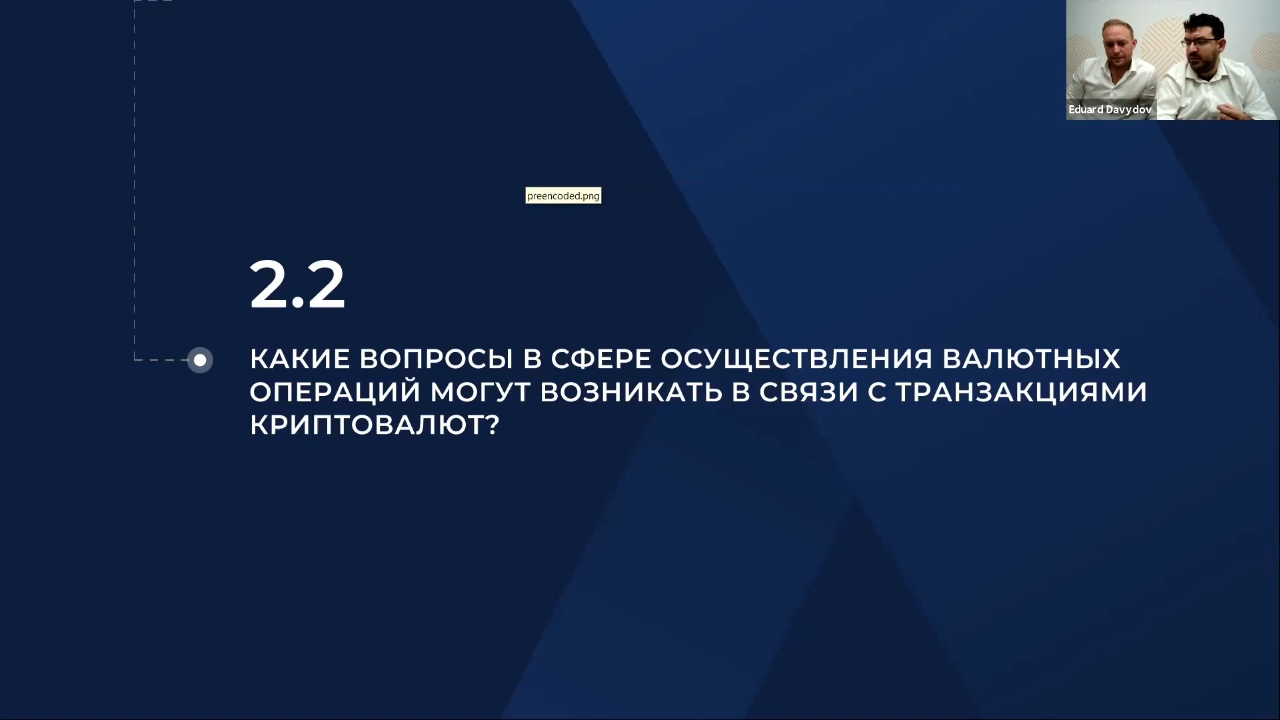 Eduard Davydov
preencoded.png
2.2
КАКИЕ ВОПРОСЫ В СФЕРЕ ОСУЩЕСТВЛЕНИЯ ВАЛЮТНЫХ
ОПЕРАЦИЙ МОГУТ ВОЗНИКАТЬ В СВЯЗИ С ТРАНЗАКЦИЯМИ
КРИПТОВАЛЮТ?